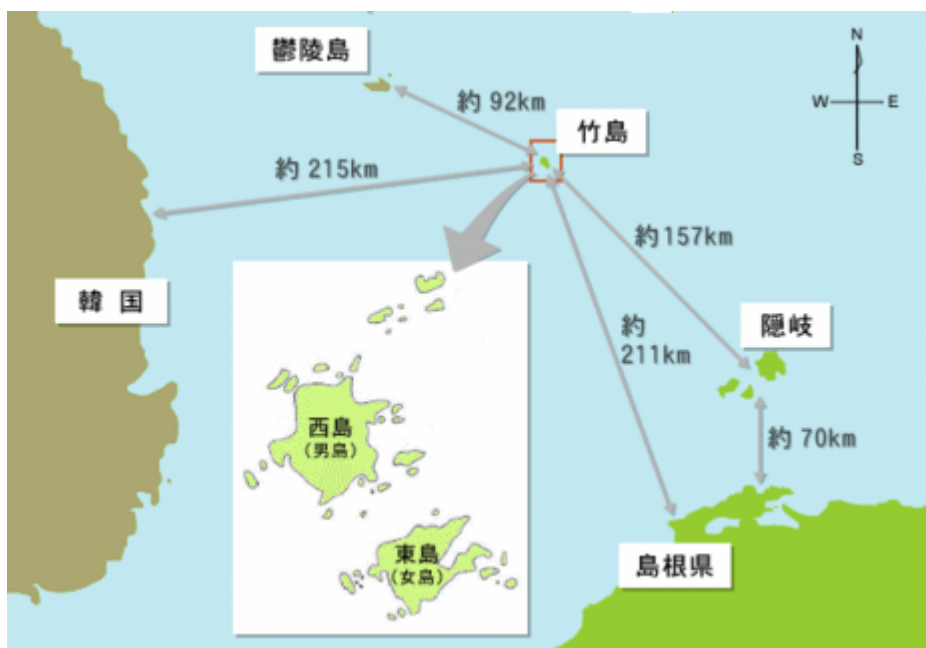 鬱陵島
N
W
E
S
約 92km
竹島
約 215km
約157km
韓 国
約
211km
隠岐
西島
(男島)
約 70km
東島
(女島)
島根県